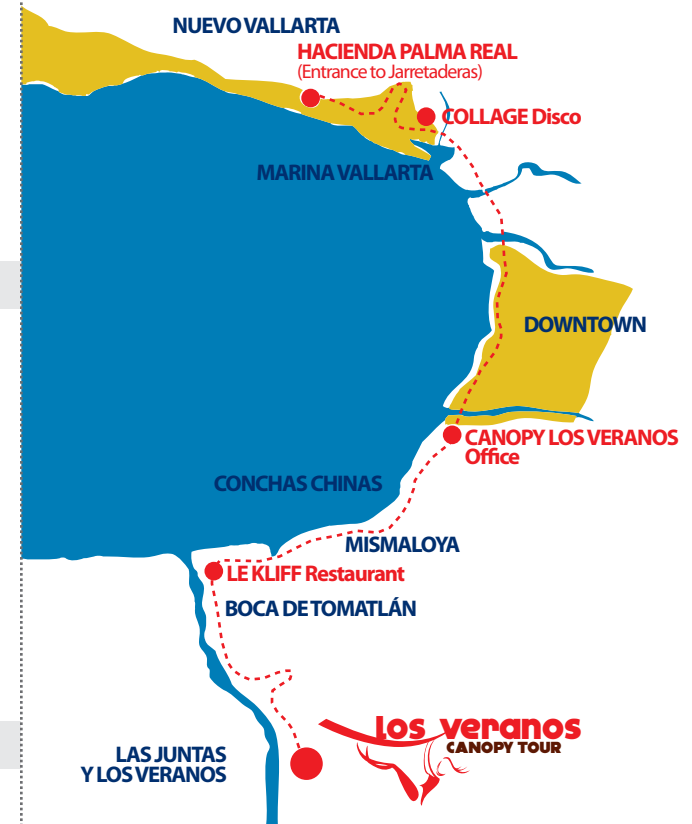 NUEVO VALLARTA
HACIENDA PALMA REAL
(Entrance to Jarretaderas)
COLLAGE Disco
MARINA VALLARTA
DOWNTOWN
CANOPY LOS VERANOS
Office
CONCHAS CHINAS
MISMALOYA
LE KLIFF Restaurant
BOCA DE TOMATLÁN
los veranos
CANOPY TOUR
LAS JUNTAS
Y LOS VERANOS